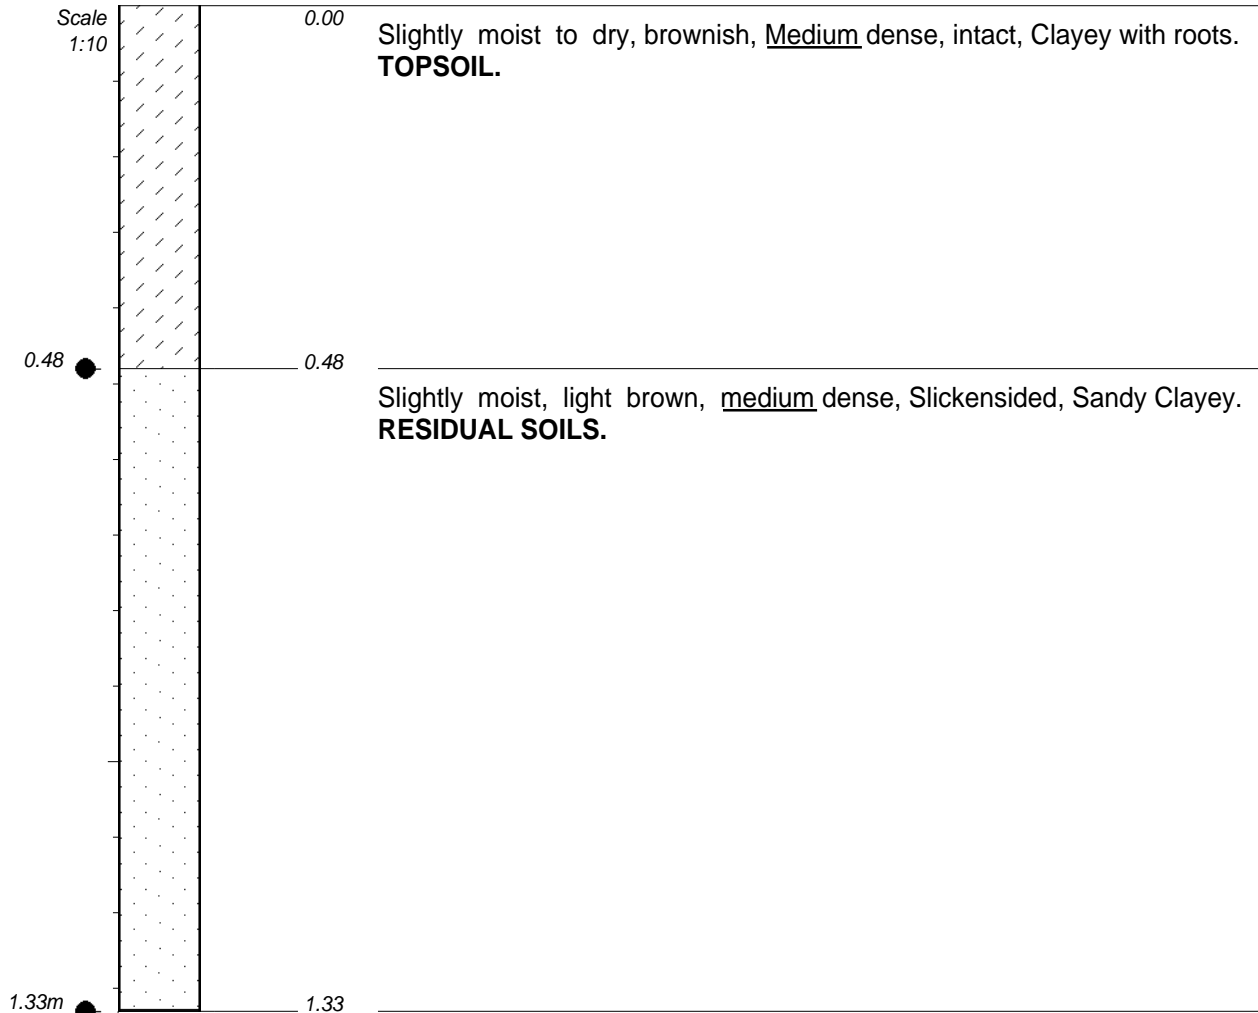 Scale
1:10
0.00
Slightly moist to dry, brownish, Medium dense, intact, Clayey with roots.
TOPSOIL.
0.48
0.48
Slightly moist, light brown, medium dense, Slickensided, Sandy Clayey.
RESIDUAL SOILS.
1.33m
1.33